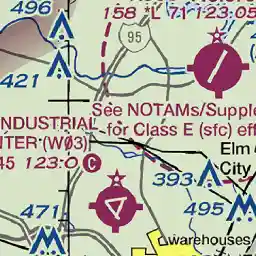 496
158 *L 71 123.05
95
421
See NOTAMs/Supple
for Class E (sfc) eff
INDUSTRIAL
NTER (W03)
45 123.0 C
Elm
City
393
495
471
warehouses